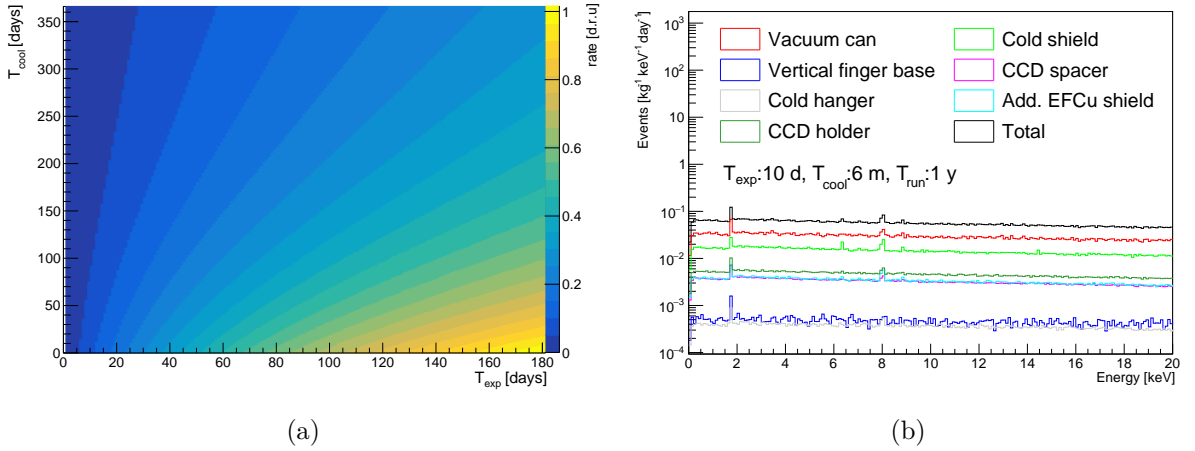 T_cool [days]
350
300
250
200
150
100
50
0
0 20 40 60 80 100 120 140 160 180
T_exp [days]
1
0.8
0.6
0.4
0.2
0
rate [d.r.u]
(a)
Events [kg⁻¹ keV⁻¹ day⁻¹]
10³
10²
10
1
10⁻¹
10⁻²
10⁻³
10⁻⁴
Vacuum can
Vertical finger base
Cold hanger
CCD holder
Cold shield
CCD spacer
Add. EFCu shield
Total
T_exp:10 d, T_cool:6 m, T_run:1 y
0 2 4 6 8 10 12 14 16 18 20
Energy [keV]
(b)